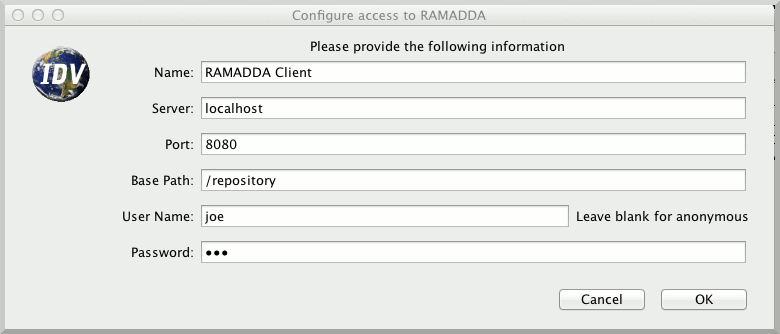 Configure access to RAMADDA
Please provide the following information
IDV
Name: RAMADDA Client
Server: localhost
Port: 8080
Base Path: /repository
User Name: joe Leave blank for anonymous
Password: •••
Cancel OK